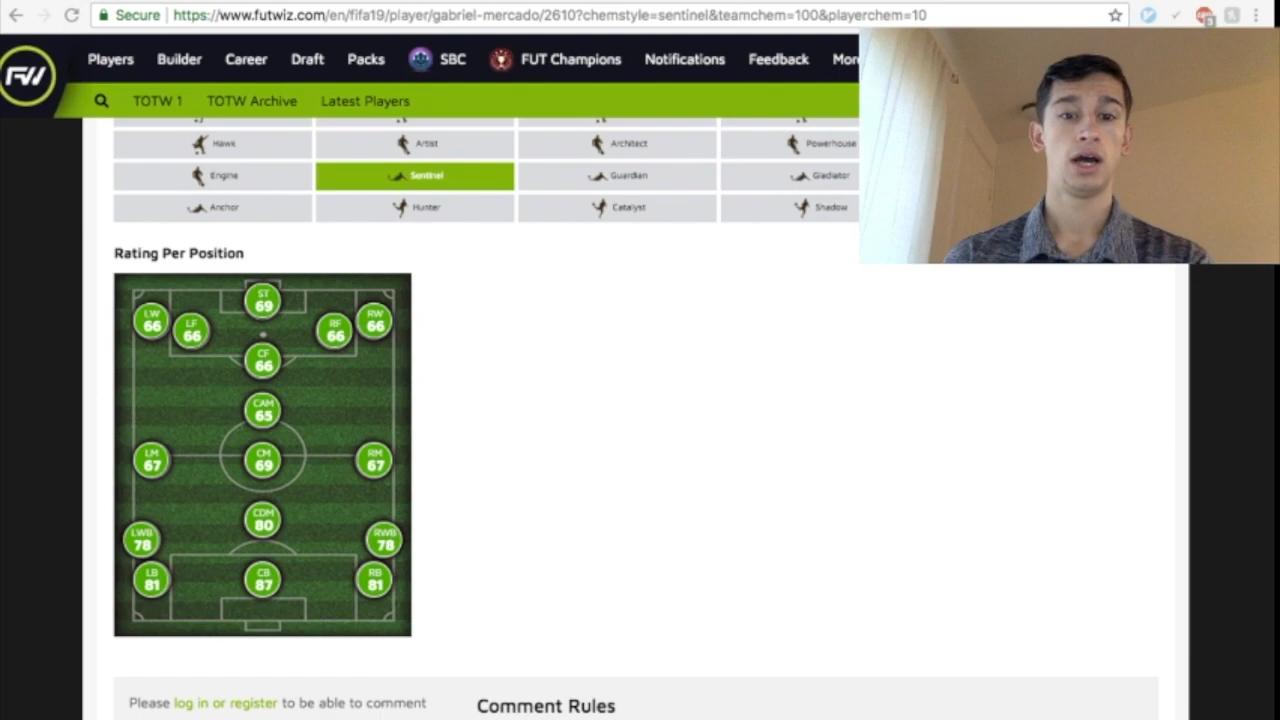 Secure https://www.futwiz.com/en/fifa19/player/gabriel-mercado/2610?chemstyle=sentinel&teamchem=100&playerchem=10
FW
Players Builder Career Draft Packs SBC FUT Champions Notifications Feedback Mor
TOTW 1 TOTW Archive Latest Players
Hawk Artist Architect Powerhouse
Engine Sentinel Guardian Gladiator
Anchor Hunter Catalyst Shadow
Rating Per Position
ST
69
LW
66
LF
66
RF
66
RW
66
CF
66
CAM
65
LM
67
CM
69
RM
67
CDM
80
LWB
78
RWB
78
LB
81
CB
87
RB
81
Please log in or register to be able to comment
Comment Rules